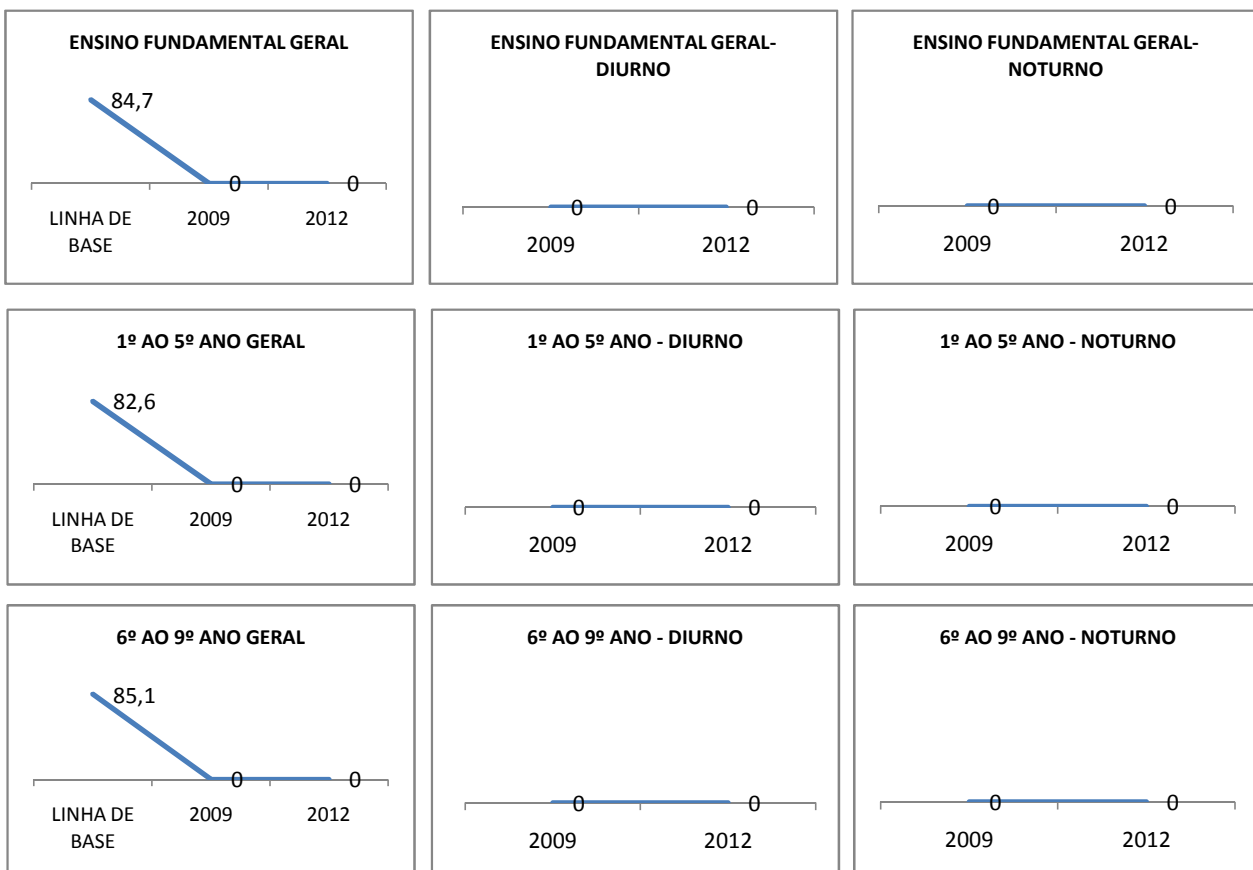 ENSINO FUNDAMENTAL GERAL
84,7
0
0
LINHA DE
BASE
2009
2012
ENSINO FUNDAMENTAL GERAL-
DIURNO
0
0
2009
2012
ENSINO FUNDAMENTAL GERAL-
NOTURNO
0
0
2009
2012
1º AO 5º ANO GERAL
82,6
0
0
LINHA DE
BASE
2009
2012
1º AO 5º ANO - DIURNO
0
0
2009
2012
1º AO 5º ANO - NOTURNO
0
0
2009
2012
6º AO 9º ANO GERAL
85,1
0
0
LINHA DE
BASE
2009
2012
6º AO 9º ANO - DIURNO
0
0
2009
2012
6º AO 9º ANO - NOTURNO
0
0
2009
2012